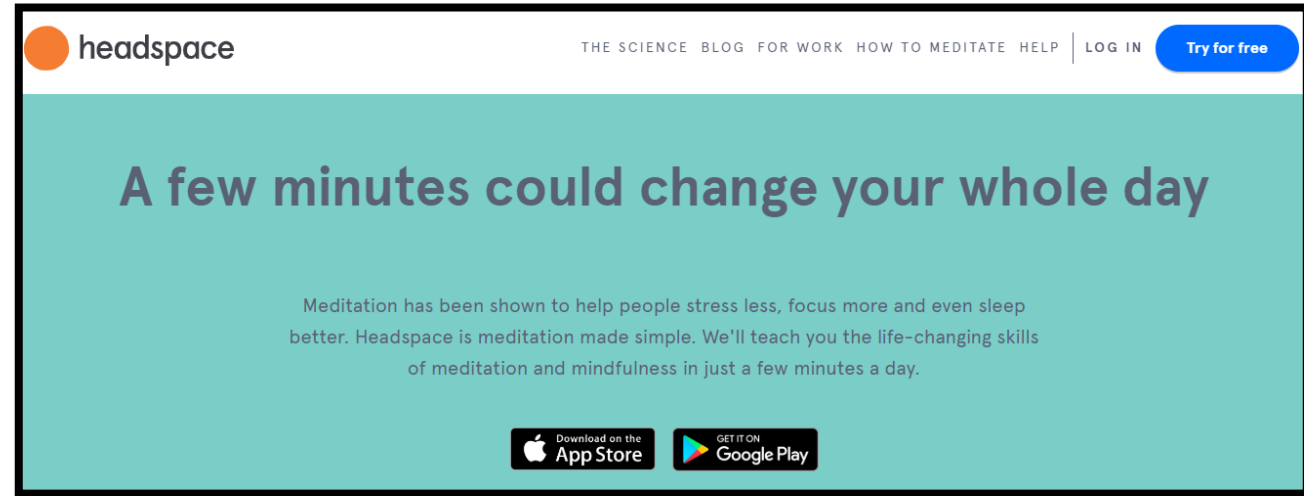 headspace
THE SCIENCE BLOG FOR WORK HOW TO MEDITATE HELP LOG IN Try for free
A few minutes could change your whole day
Meditation has been shown to help people stress less, focus more and even sleep
better. Headspace is meditation made simple. We'll teach you the life-changing skills
of meditation and mindfulness in just a few minutes a day.
Download on the
App Store
GET IT ON
Google Play